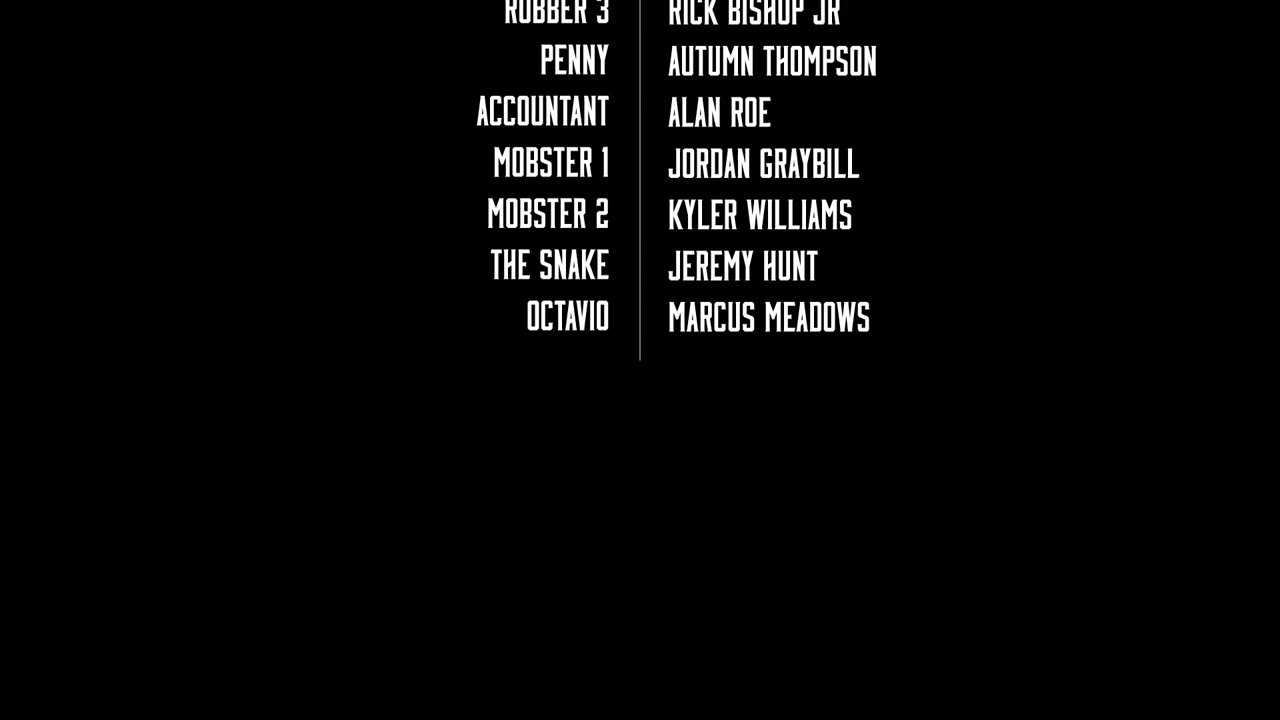 ROBBER 3 RICK BISHOP JR
PENNY AUTUMN THOMPSON
ACCOUNTANT ALAN ROE
MOBSTER 1 JORDAN GRAYBILL
MOBSTER 2 KYLER WILLIAMS
THE SNAKE JEREMY HUNT
OCTAVIO MARCUS MEADOWS